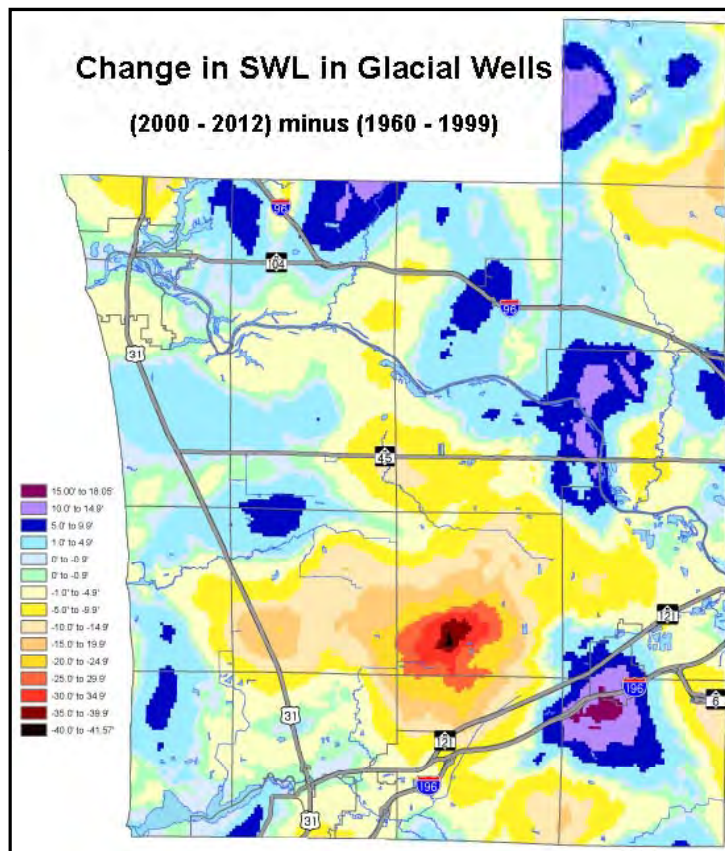 Change in SWL in Glacial Wells
(2000 - 2012) minus (1960 - 1999)
96
104
96
31
45
15.00' to 18.05'
10.0' to 14.9'
5.0' to 9.9'
1.0' to 4.9'
0' to -0.9'
0' to -0.9'
-1.0' to -4.9'
-5.0' to -9.9'
-10.0' to -14.9'
-15.0' to 19.9'
-20.0' to -24.9'
-25.0' to 29.9'
-30.0' to 34.9'
-35.0' to -39.9'
-40.0' to -41.57'
121
196
6
31
121
196
31